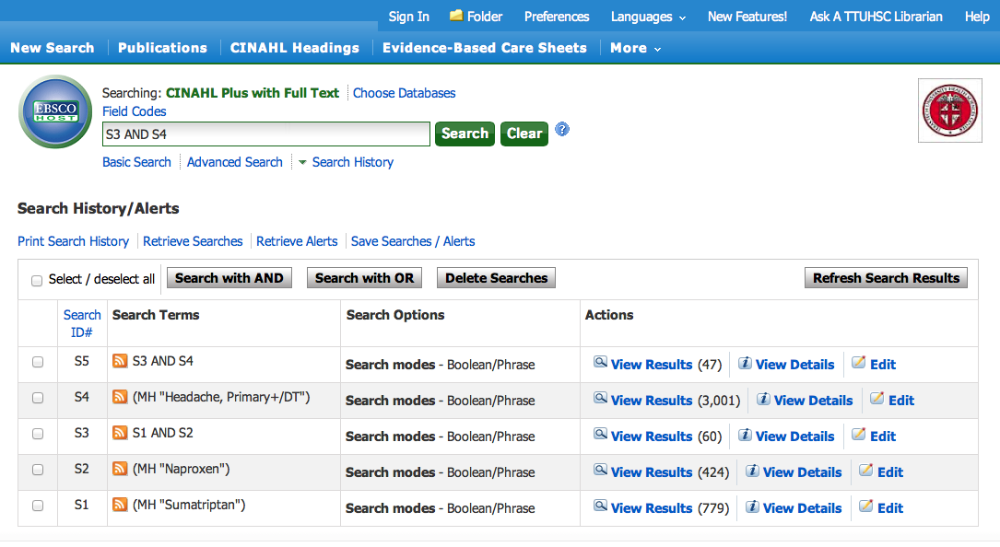 Sign In Folder Preferences Languages New Features! Ask A TTUHSC Librarian Help
New Search Publications CINAHL Headings Evidence-Based Care Sheets More
Searching: CINAHL Plus with Full Text Choose Databases
Field Codes
EBSCO
HOST
S3 AND S4 Search Clear ?
Basic Search Advanced Search Search History
Search History/Alerts
Print Search History Retrieve Searches Retrieve Alerts Save Searches / Alerts
Select / deselect all Search with AND Search with OR Delete Searches Refresh Search Results
Search ID# Search Terms Search Options Actions
S5 S3 AND S4 Search modes - Boolean/Phrase View Results (47) i View Details Edit
S4 (MH "Headache, Primary+/DT") Search modes - Boolean/Phrase View Results (3,001) i View Details Edit
S3 S1 AND S2 Search modes - Boolean/Phrase View Results (60) i View Details Edit
S2 (MH "Naproxen") Search modes - Boolean/Phrase View Results (424) i View Details Edit
S1 (MH "Sumatriptan") Search modes - Boolean/Phrase View Results (779) i View Details Edit